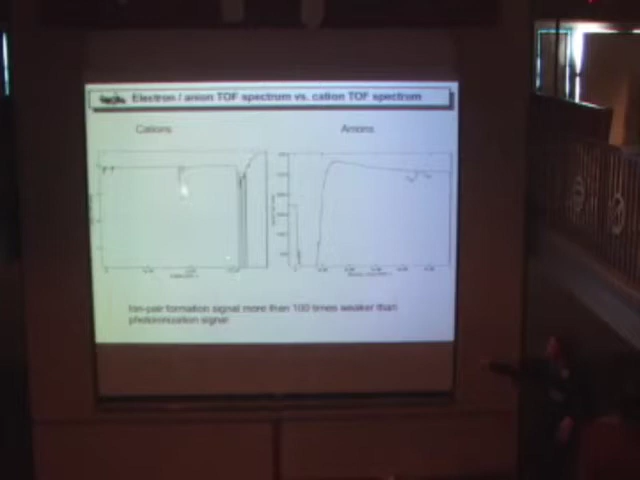 Electron / anion TOF spectrum vs. cation TOF spectrum
Cations
Anions
Ion-pair formation signal more than 100 times weaker than
photoionization signal